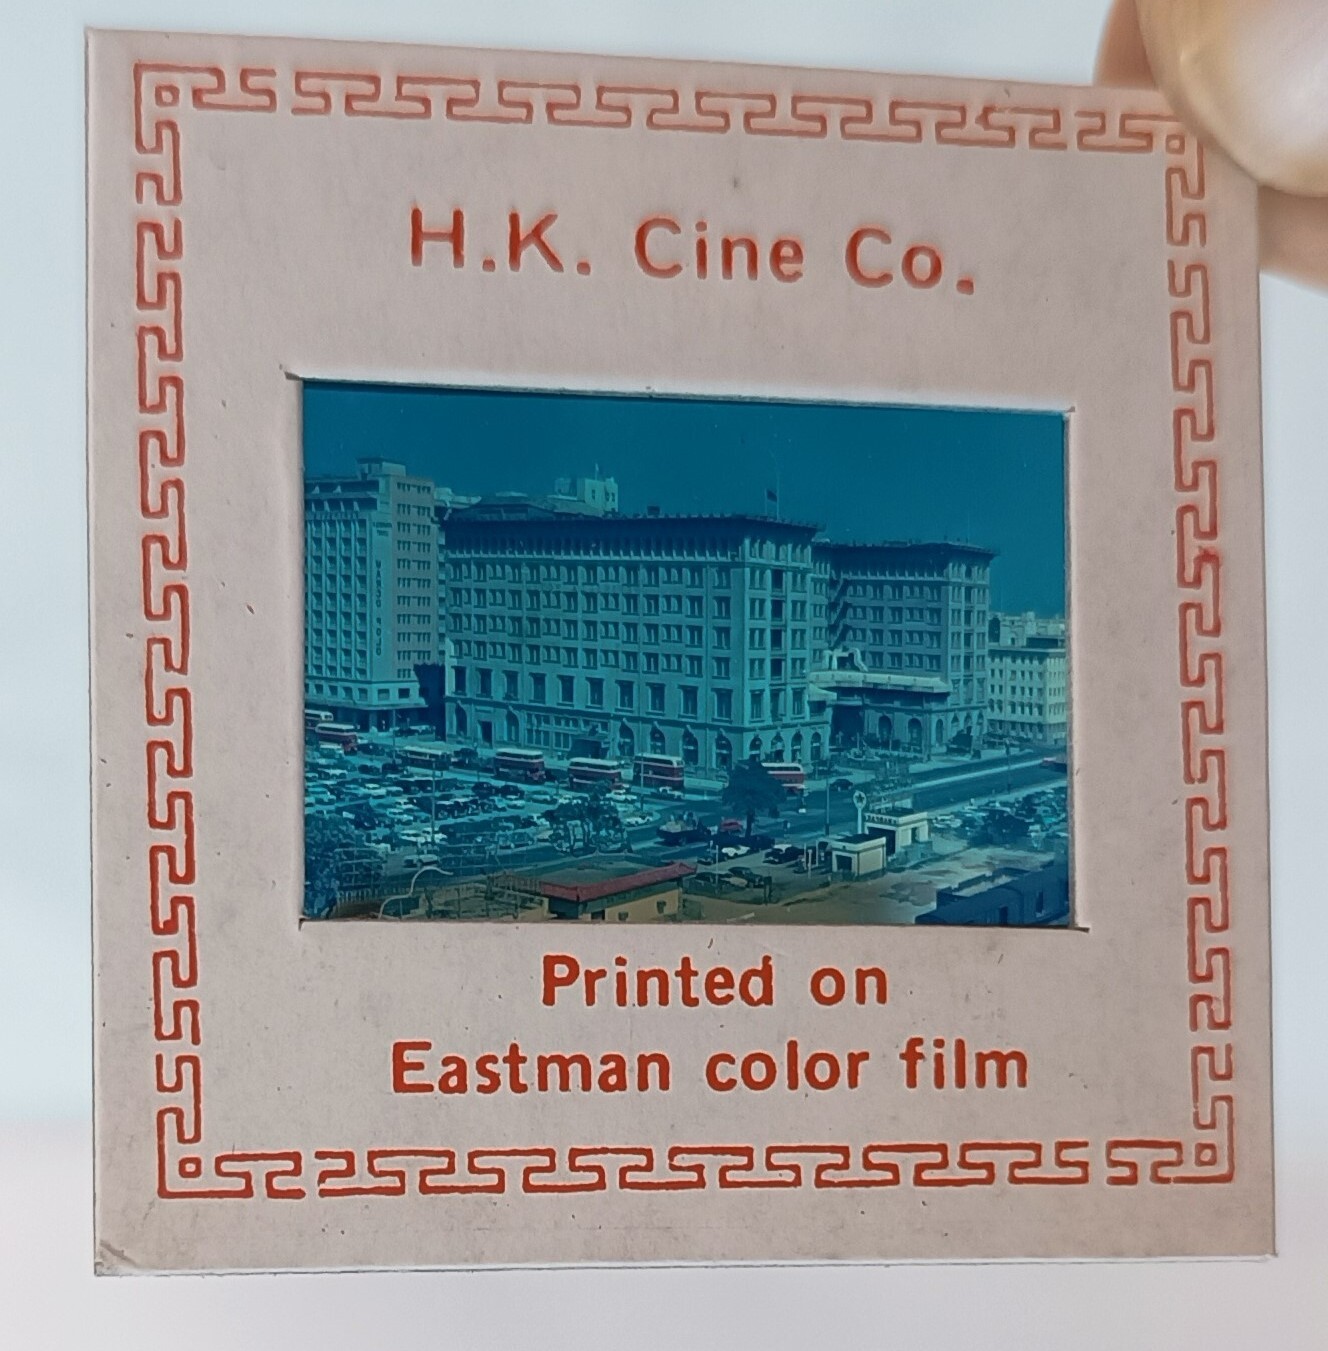 H.K. Cine Co.
Printed on
Eastman color film